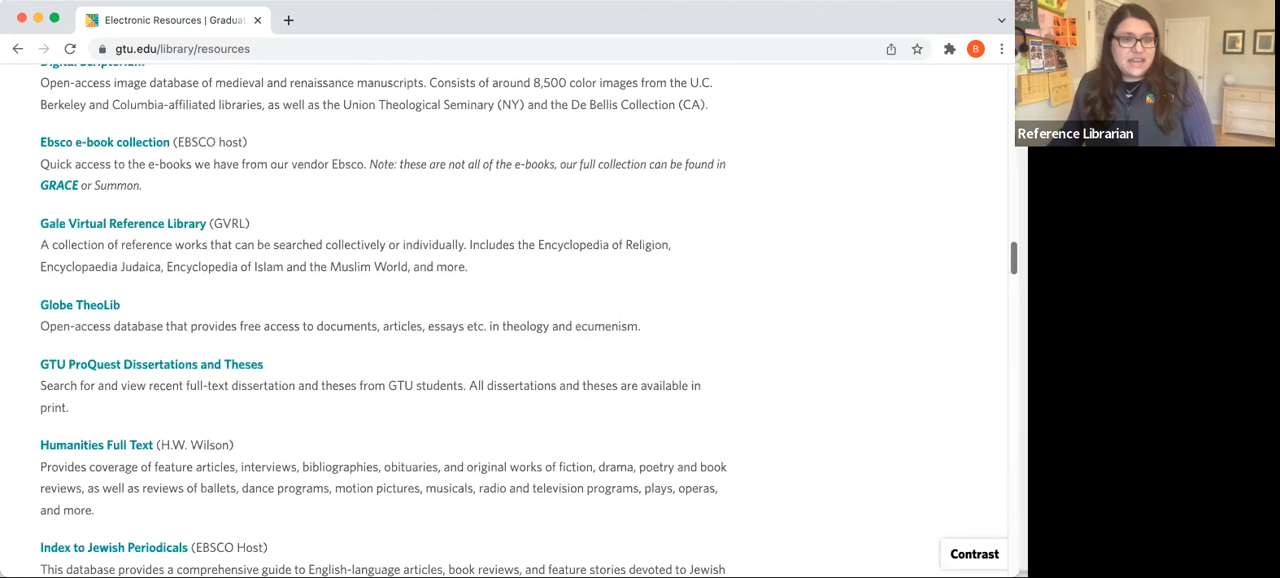 Electronic Resources | Graduat
gtu.edu/library/resources
B
Digital Scriptorium
Open-access image database of medieval and renaissance manuscripts. Consists of around 8,500 color images from the U.C.
Berkeley and Columbia-affiliated libraries, as well as the Union Theological Seminary (NY) and the De Bellis Collection (CA).
Ebsco e-book collection (EBSCO host)
Quick access to the e-books we have from our vendor Ebsco. Note: these are not all of the e-books, our full collection can be found in
GRACE or Summon.
Gale Virtual Reference Library (GVRL)
A collection of reference works that can be searched collectively or individually. Includes the Encyclopedia of Religion,
Encyclopaedia Judaica, Encyclopedia of Islam and the Muslim World, and more.
Globe TheoLib
Open-access database that provides free access to documents, articles, essays etc. in theology and ecumenism.
GTU ProQuest Dissertations and Theses
Search for and view recent full-text dissertation and theses from GTU students. All dissertations and theses are available in
print.
Humanities Full Text (H.W. Wilson)
Provides coverage of feature articles, interviews, bibliographies, obituaries, and original works of fiction, drama, poetry and book
reviews, as well as reviews of ballets, dance programs, motion pictures, musicals, radio and television programs, plays, operas,
and more.
Index to Jewish Periodicals (EBSCO Host)
This database provides a comprehensive guide to English-language articles, book reviews, and feature stories devoted to Jewish
Contrast
Reference Librarian